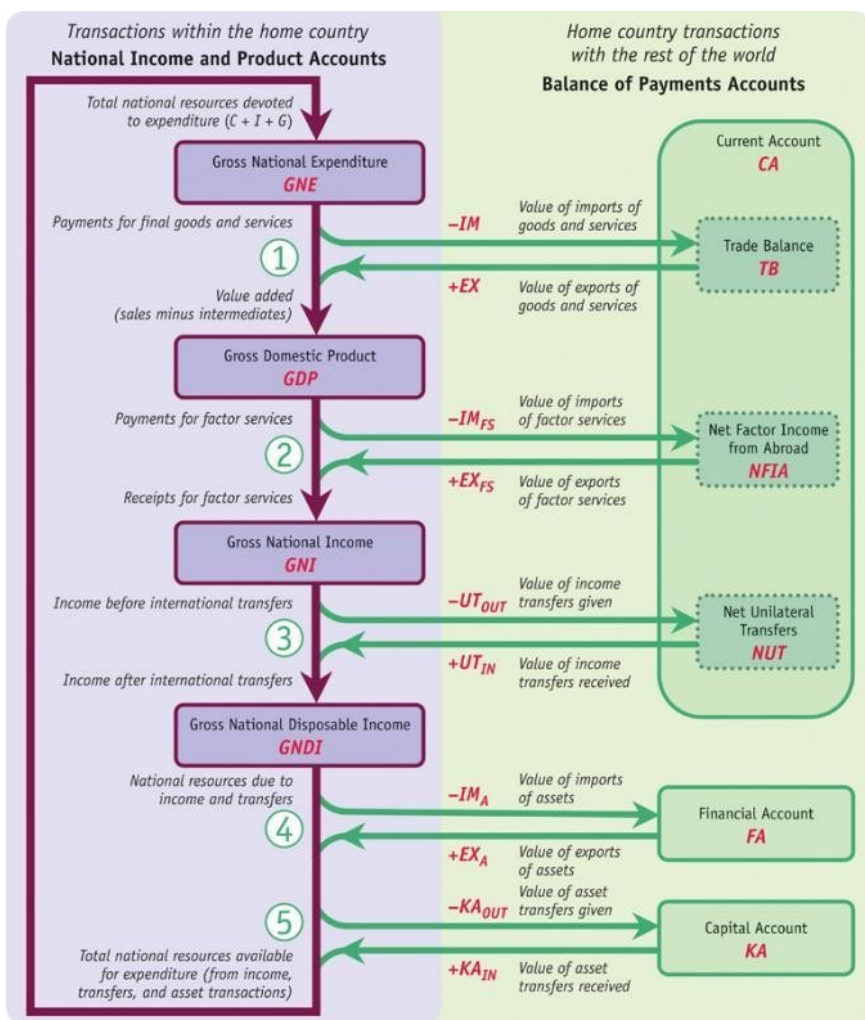 Transactions within the home country
National Income and Product Accounts
Home country transactions
with the rest of the world
Balance of Payments Accounts
Total national resources devoted
to expenditure (C + I + G)
Gross National Expenditure
GNE
Current Account
CA
Payments for final goods and services
1
–IM
Value of imports of
goods and services
Trade Balance
TB
+EX
Value of exports of
goods and services
Value added
(sales minus intermediates)
Gross Domestic Product
GDP
Payments for factor services
2
–IMFS
Value of imports
of factor services
Net Factor Income
from Abroad
NFIA
+EXFS
Value of exports
of factor services
Receipts for factor services
Gross National Income
GNI
Income before international transfers
3
–UTOUT
Value of income
transfers given
Net Unilateral
Transfers
NUT
+UTIN
Value of income
transfers received
Income after international transfers
Gross National Disposable Income
GNDI
National resources due to
income and transfers
4
–IMA
Value of imports
of assets
Financial Account
FA
+EXA
Value of exports
of assets
5
–KAOUT
Value of asset
transfers given
Capital Account
KA
+KAIN
Value of asset
transfers received
Total national resources available
for expenditure (from income,
transfers, and asset transactions)